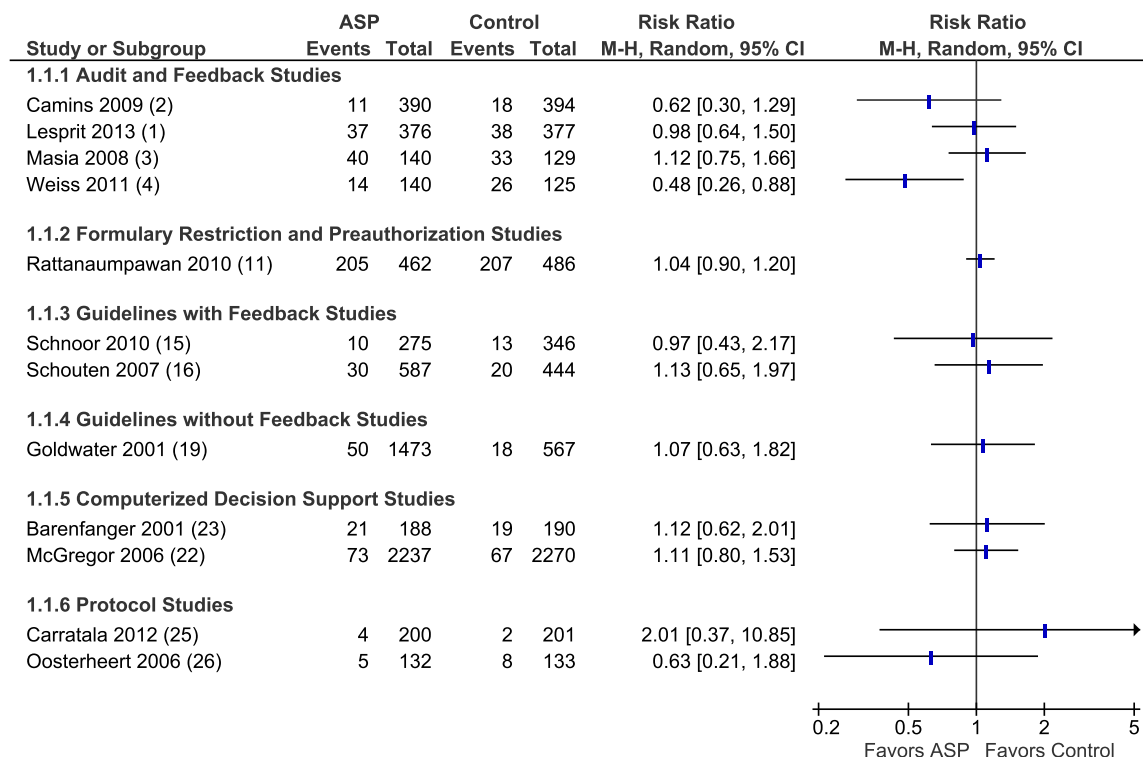 ASP Control Risk Ratio Risk Ratio
Study or Subgroup Events Total Events Total M-H, Random, 95% CI M-H, Random, 95% CI
1.1.1 Audit and Feedback Studies
Camins 2009 (2) 11 390 18 394 0.62 [0.30, 1.29]
Lesprit 2013 (1) 37 376 38 377 0.98 [0.64, 1.50]
Masia 2008 (3) 40 140 33 129 1.12 [0.75, 1.66]
Weiss 2011 (4) 14 140 26 125 0.48 [0.26, 0.88]
1.1.2 Formulary Restriction and Preauthorization Studies
Rattanaumpawan 2010 (11) 205 462 207 486 1.04 [0.90, 1.20]
1.1.3 Guidelines with Feedback Studies
Schnoor 2010 (15) 10 275 13 346 0.97 [0.43, 2.17]
Schouten 2007 (16) 30 587 20 444 1.13 [0.65, 1.97]
1.1.4 Guidelines without Feedback Studies
Goldwater 2001 (19) 50 1473 18 567 1.07 [0.63, 1.82]
1.1.5 Computerized Decision Support Studies
Barenfanger 2001 (23) 21 188 19 190 1.12 [0.62, 2.01]
McGregor 2006 (22) 73 2237 67 2270 1.11 [0.80, 1.53]
1.1.6 Protocol Studies
Carratala 2012 (25) 4 200 2 201 2.01 [0.37, 10.85]
Oosterheert 2006 (26) 5 132 8 133 0.63 [0.21, 1.88]
0.2 0.5 1 2 5
Favors ASP Favors Control